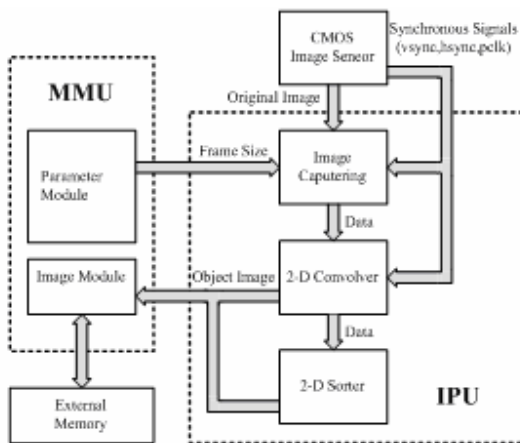 CMOS
Image Sensor
Synchronous Signals
(vsync,hsync,pclk)
MMU
Original Image
Parameter
Module
Frame Size
Image
Caputering
Data
Image Module
Object Image
2-D Convolver
Data
2-D Sorter
External
Memory
IPU